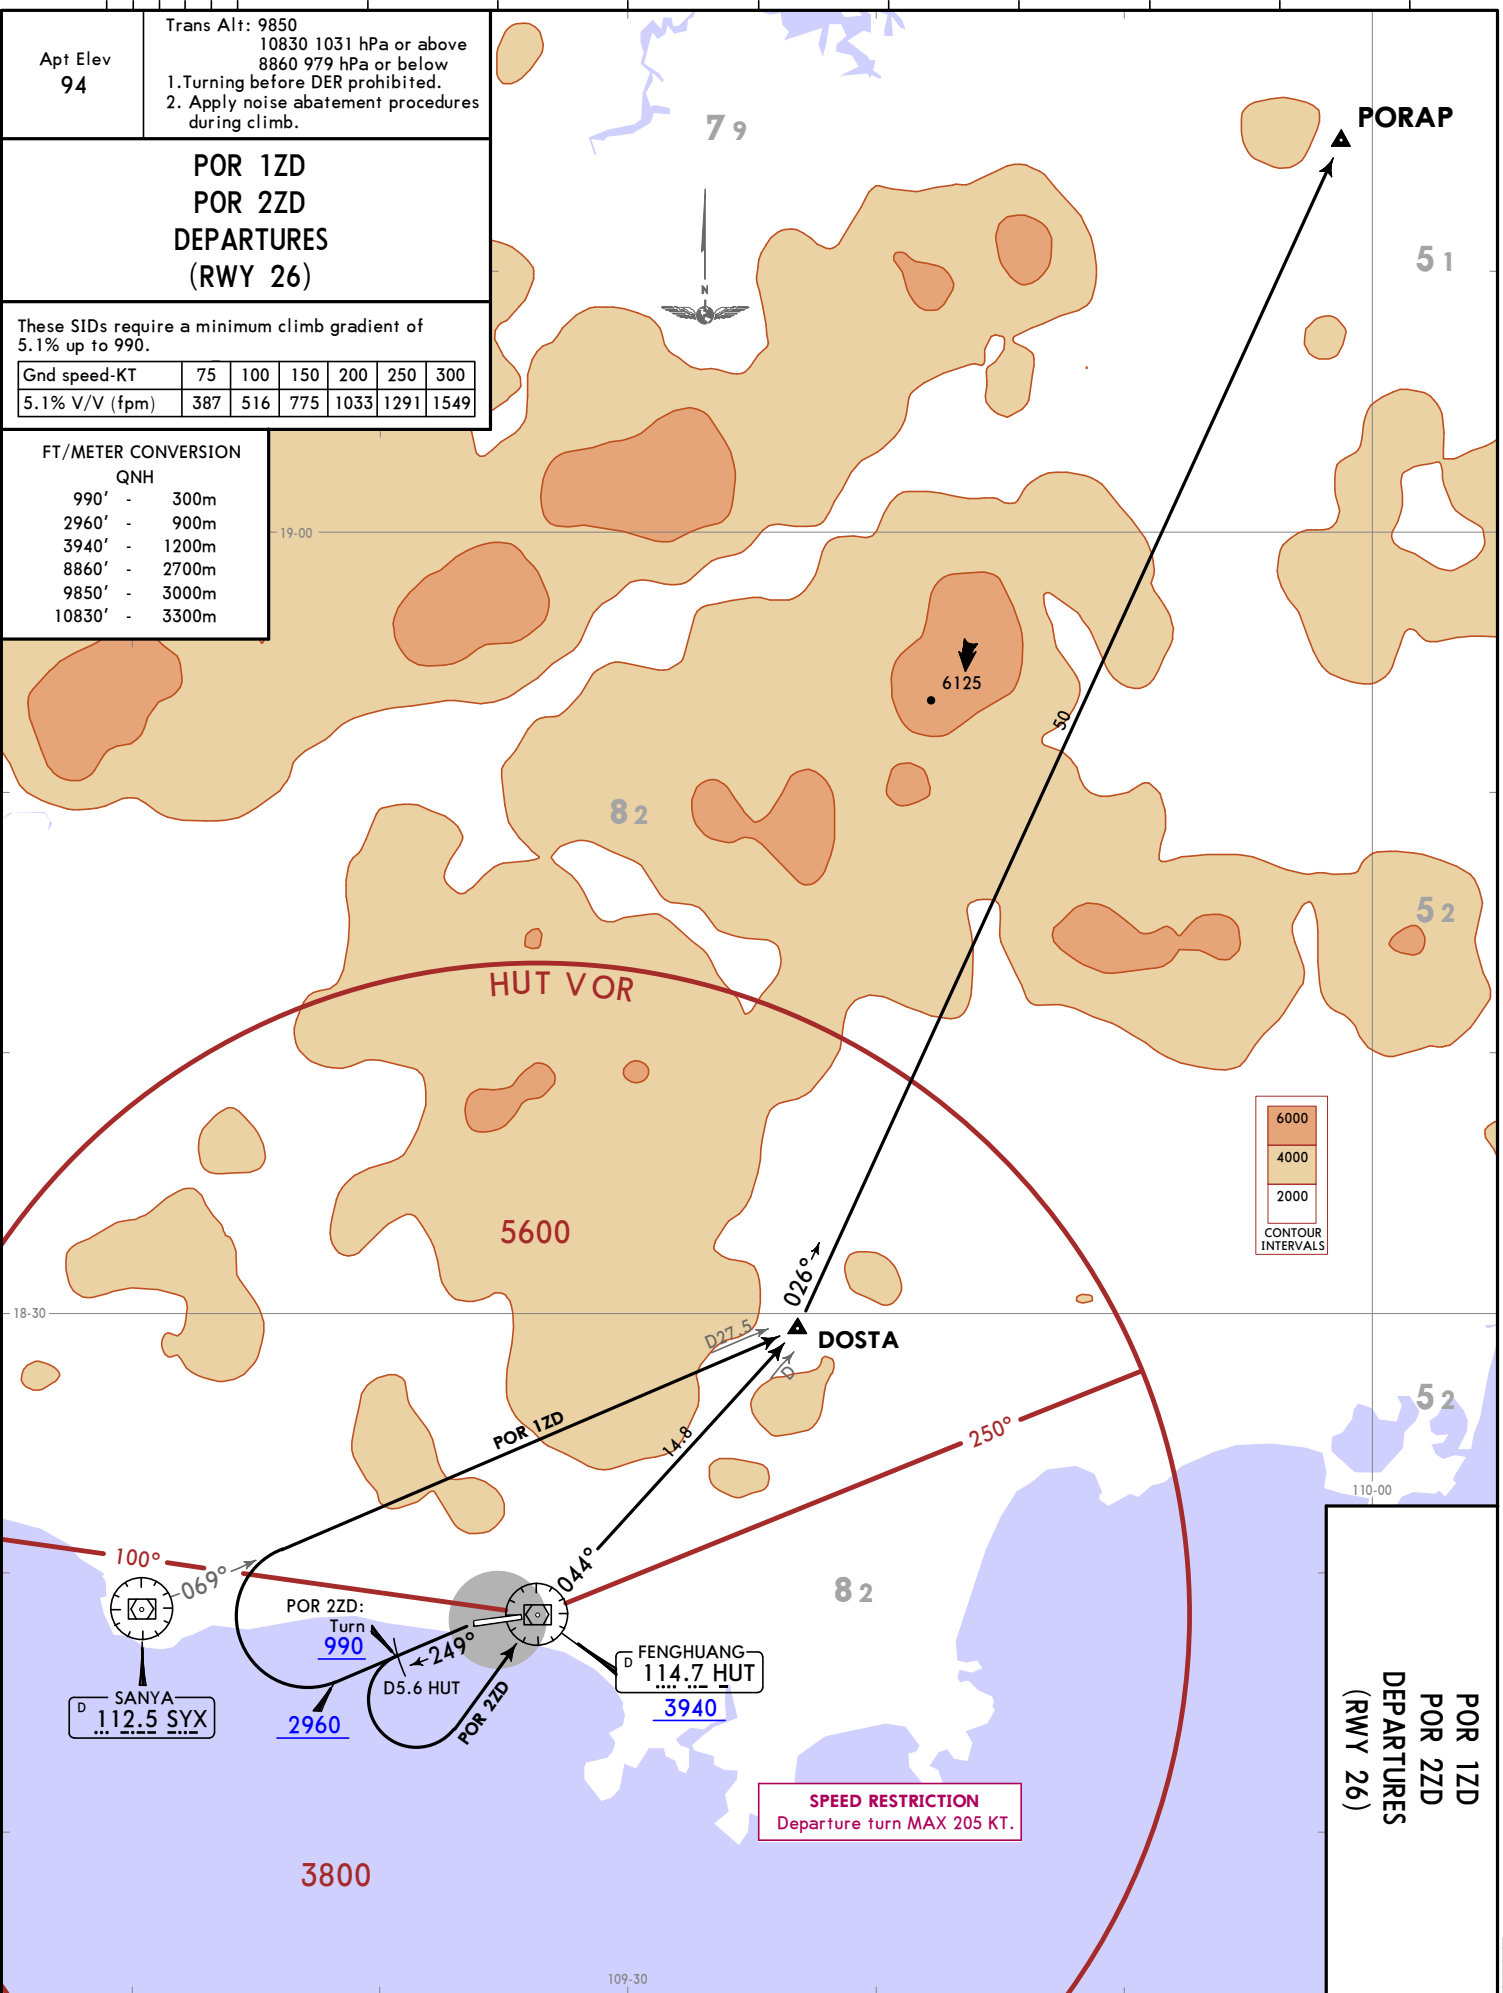 Apt Elev
94
Trans Alt: 9850
10830 1031 hPa or above
8860 979 hPa or below
1.Turning before DER prohibited.
2. Apply noise abatement procedures
during climb.
POR 1ZD
POR 2ZD
DEPARTURES
(RWY 26)
These SIDs require a minimum climb gradient of
5.1% up to 990.
Gnd speed-KT 75 100 150 200 250 300
5.1% V/V (fpm) 387 516 775 1033 1291 1549
FT/METER CONVERSION
QNH
990' - 300m
2960' - 900m
3940' - 1200m
8860' - 2700m
9850' - 3000m
10830' - 3300m
79
N
PORAP
51
19-00
6125
50
82
52
HUT VOR
6000
4000
2000
CONTOUR
INTERVALS
5600
026°
18-30
D27.5
DOSTA
D
52
POR 1ZD
14.8
250°
110-00
100°
069°
044°
82
POR 2ZD:
Turn
990
249°
D5.6 HUT
FENGHUANG
D 114.7 HUT
3940
SANYA
D 112.5 SYX
2960
POR 2ZD
SPEED RESTRICTION
Departure turn MAX 205 KT.
3800
109-30
POR 1ZD
POR 2ZD
DEPARTURES
(RWY 26)